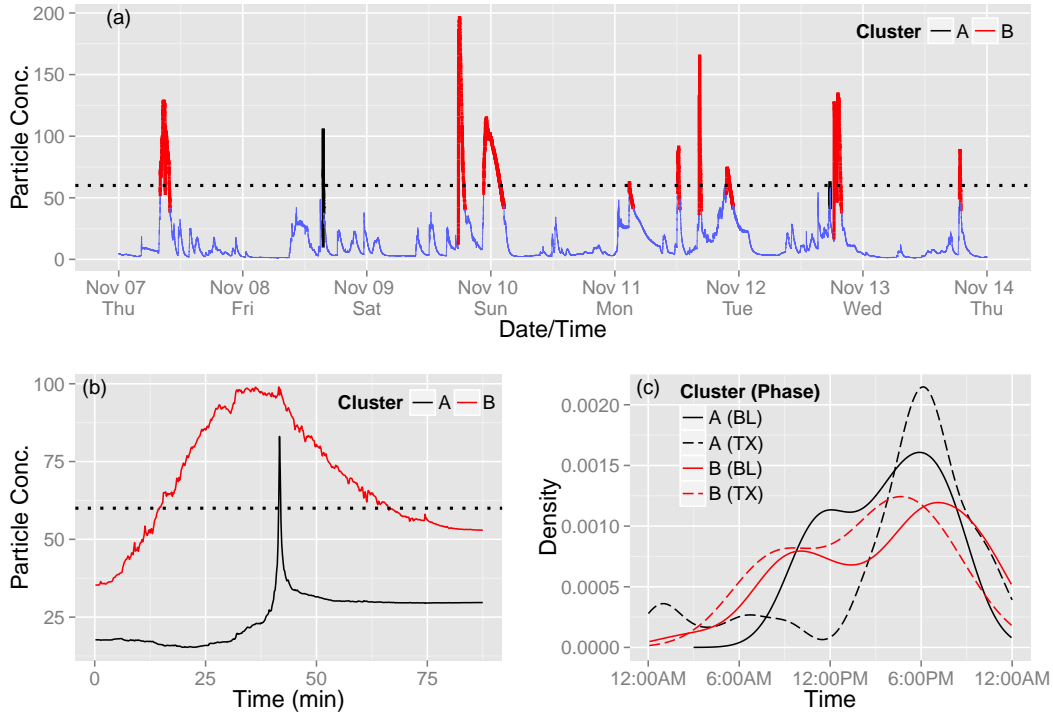 (a)
Cluster A B
Particle Conc.
200
150
100
50
0
Nov 07 Nov 08 Nov 09 Nov 10 Nov 11 Nov 12 Nov 13 Nov 14
Thu Fri Sat Sun Mon Tue Wed Thu
Date/Time
(b)
Cluster A B
Particle Conc.
100
75
50
25
0 25 50 75
Time (min)
(c)
Cluster (Phase)
A (BL)
A (TX)
B (BL)
B (TX)
Density
0.0020
0.0015
0.0010
0.0005
0.0000
12:00AM 6:00AM 12:00PM 6:00PM 12:00AM
Time